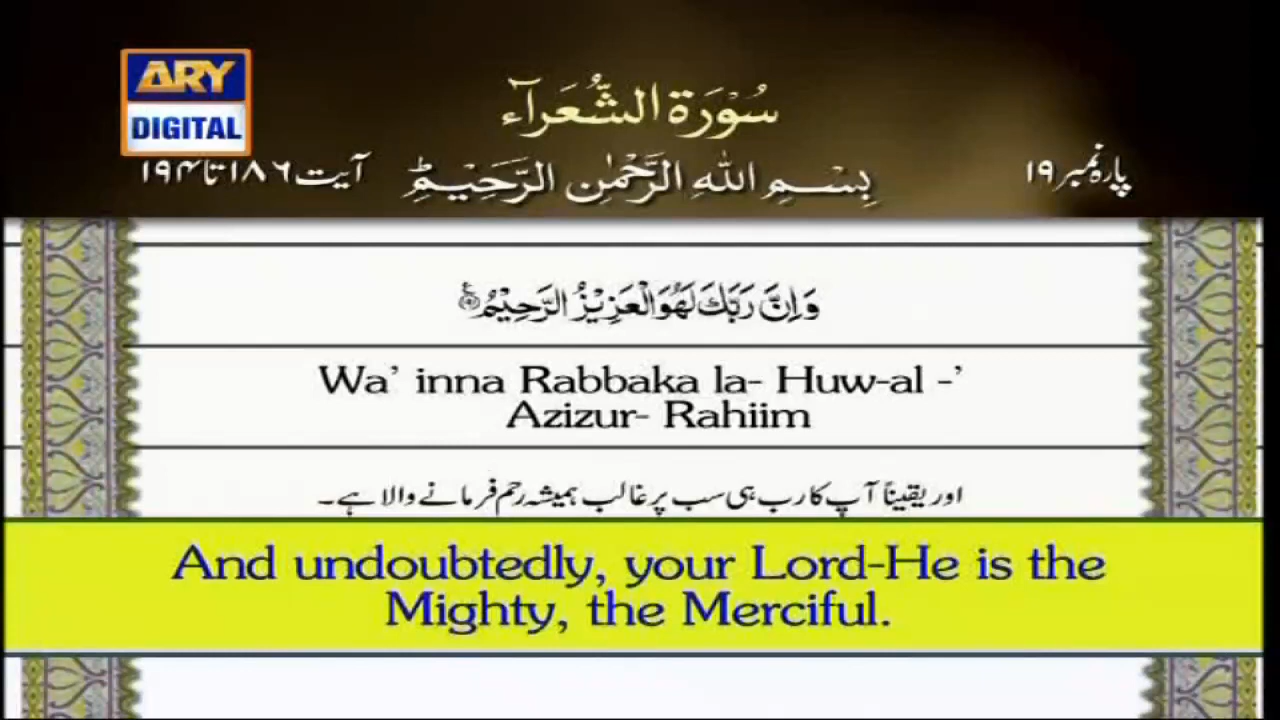 ARY
DIGITAL
سُوْرَةُ الشُّعَرَآء
پارہ نمبر ۱۹
بِسْمِ اللهِ الرَّحْمٰنِ الرَّحِيْمِ
آیت ۱۸۶ تا ۱۹۴
وَاِنَّ رَبَّكَ لَهُوَ الْعَزِيْزُ الرَّحِيْمُ
Wa’ inna Rabbaka la- Huw-al -’
Azizur- Rahiim
اور یقیناً آپ کا رب ہی سب پر غالب ہمیشہ رحم فرمانے والا ہے۔
And undoubtedly, your Lord-He is the
Mighty, the Merciful.